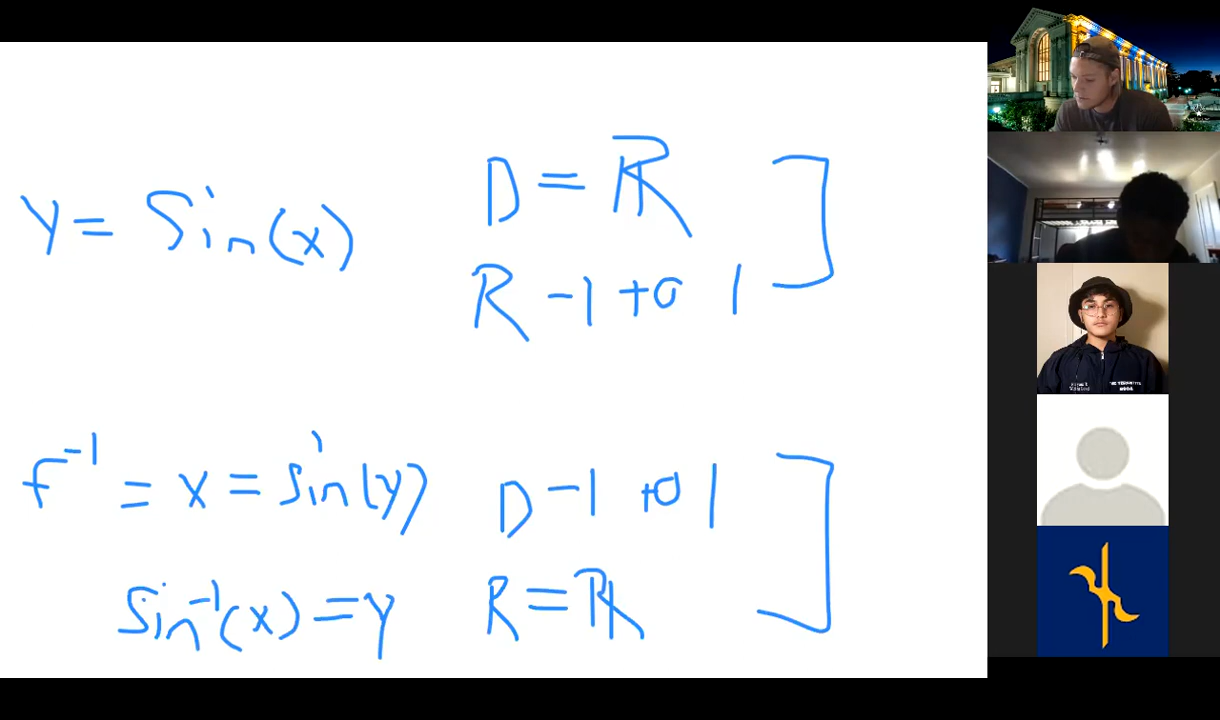 Y = Sin(x)
D = ℝ
R -1 to 1
f⁻¹ = x = sin(y)
D -1 to 1
sin⁻¹(x) = y
R = ℝ